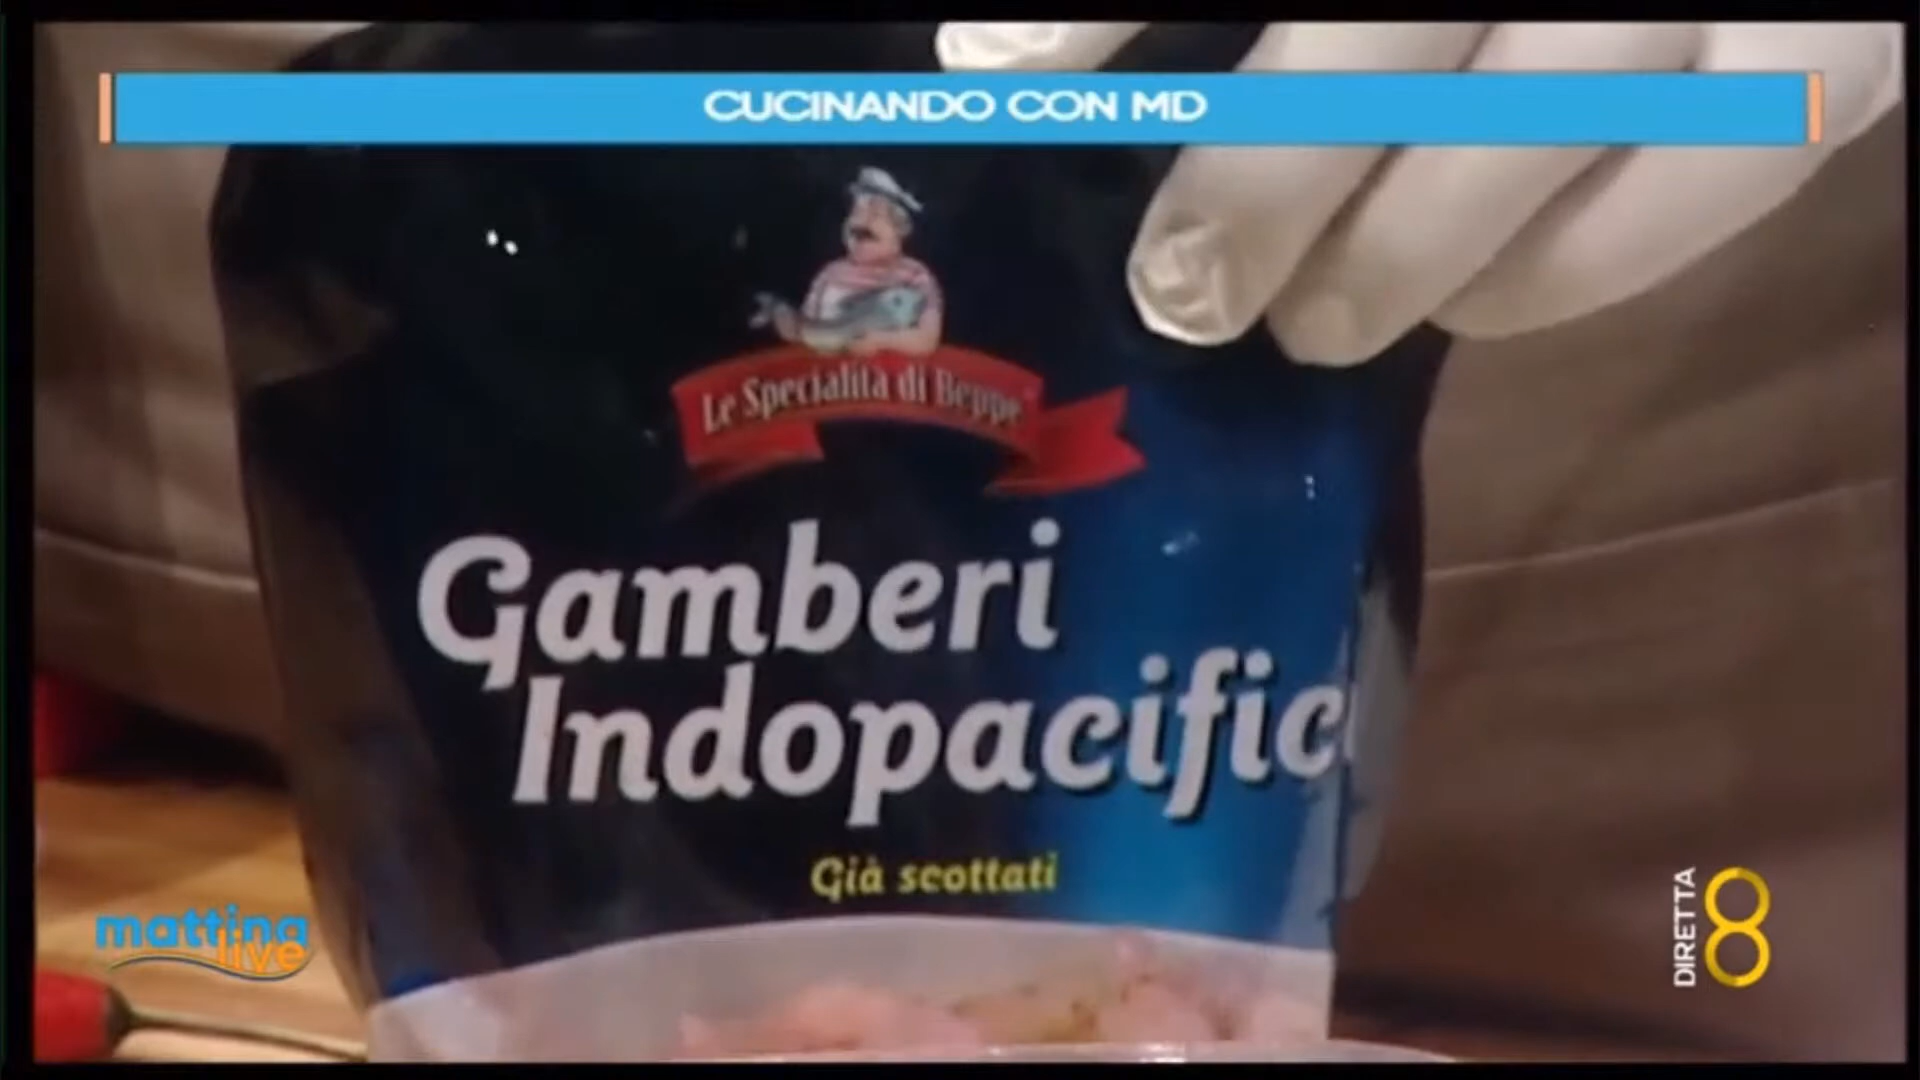 CUCINANDO CON MD
Le Specialità di Beppe
Gamberi
Indopacific
Già scottati
mattina
live
DIRETTA
8